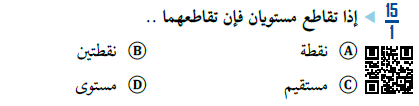 15/1 ◀ إذا تقاطع مستويان فإن تقاطعهما ..
Ⓐ نقطة Ⓑ نقطتين
Ⓒ مستقيم Ⓓ مستوى